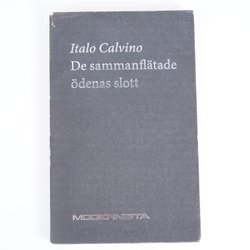 Italo Calvino
De sammanflätade
ödenas slott
MODERNISTA